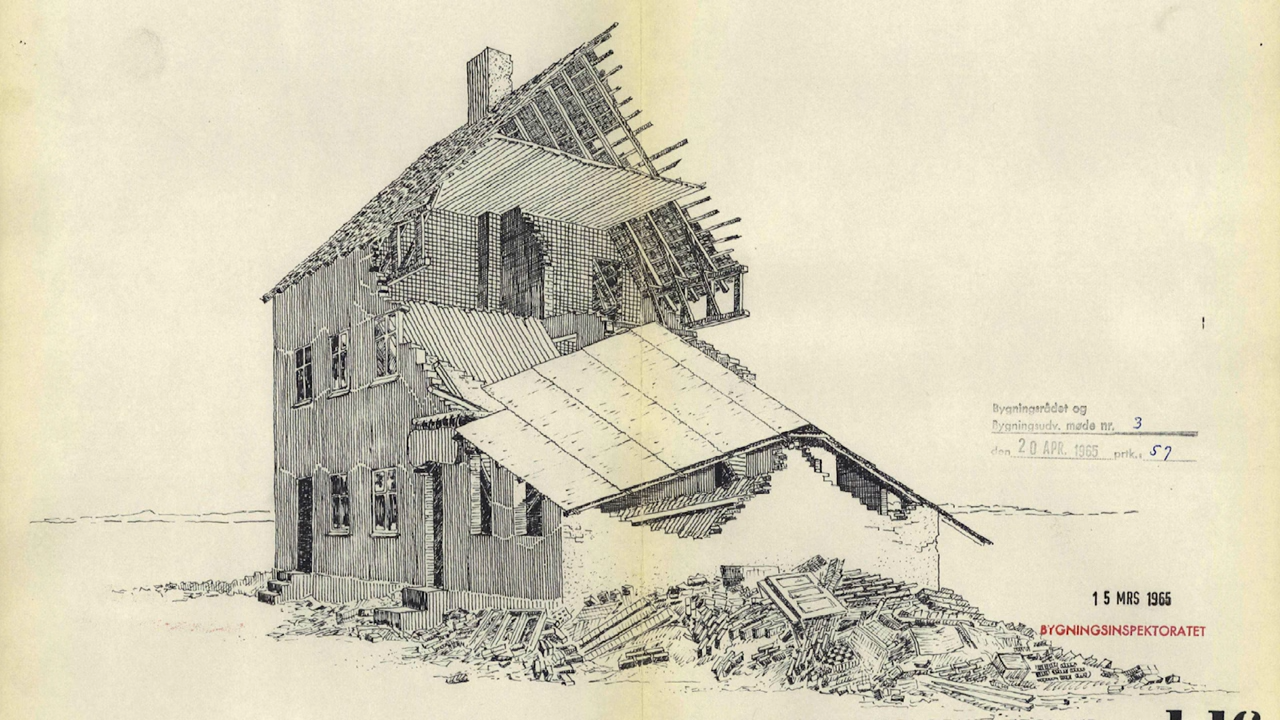 Bygningsrådet og
Bygningsudv. møde nr. 3
den 20 APR. 1965 prtk.: 57
15 MRS 1965
BYGNINGSINSPEKTORATET